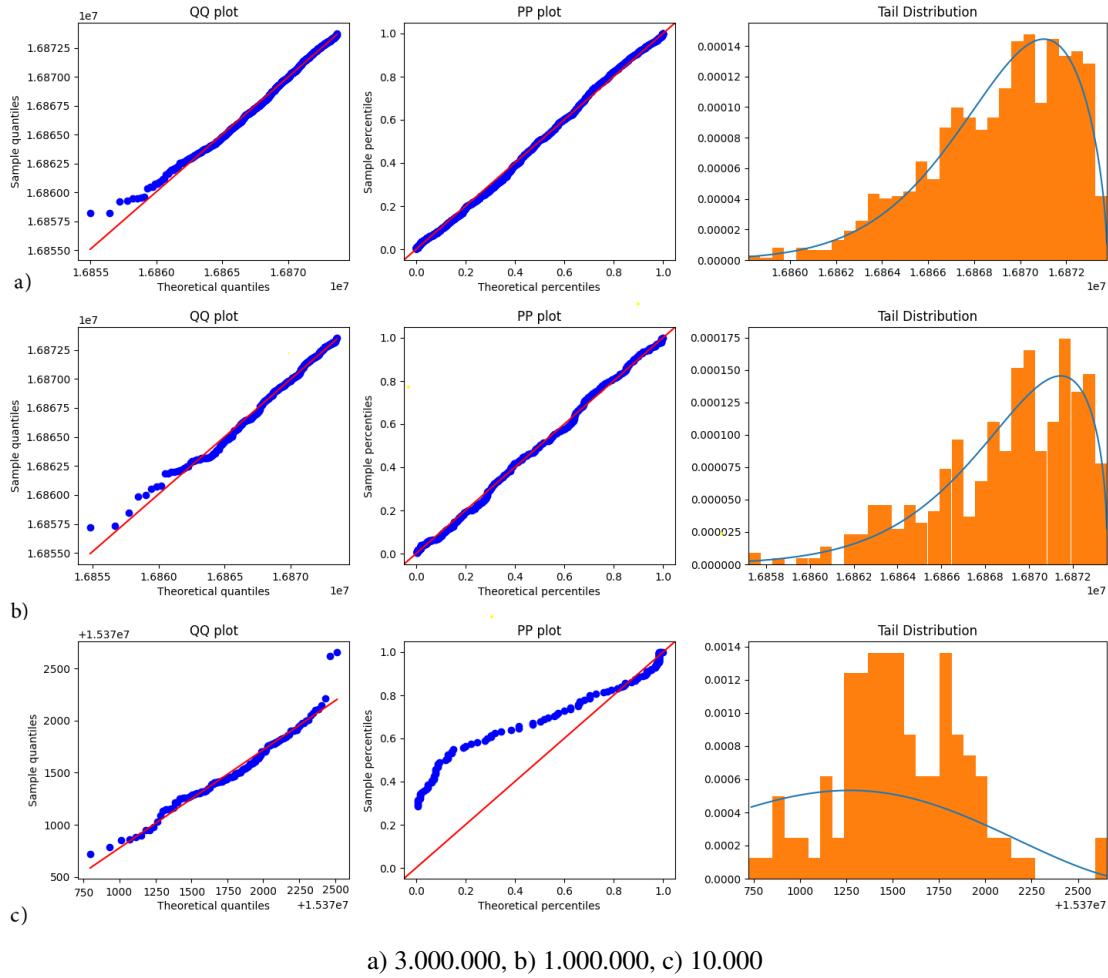 QQ plot
PP plot
Tail Distribution
1e7
1.68725
1.68700
1.68675
1.68650
1.68625
1.68600
1.68575
1.68550
Sample quantiles
1.6855 1.6860 1.6865 1.6870
Theoretical quantiles 1e7
1.0
0.8
0.6
0.4
0.2
0.0
Sample percentiles
0.0 0.2 0.4 0.6 0.8 1.0
Theoretical percentiles
0.00014
0.00012
0.00010
0.00008
0.00006
0.00004
0.00002
0.00000
1.6860 1.6862 1.6864 1.6866 1.6868 1.6870 1.6872
1e7
a)
QQ plot
PP plot
Tail Distribution
1e7
1.68725
1.68700
1.68675
1.68650
1.68625
1.68600
1.68575
1.68550
Sample quantiles
1.6855 1.6860 1.6865 1.6870
Theoretical quantiles 1e7
1.0
0.8
0.6
0.4
0.2
0.0
Sample percentiles
0.0 0.2 0.4 0.6 0.8 1.0
Theoretical percentiles
0.000175
0.000150
0.000125
0.000100
0.000075
0.000050
0.000025
0.000000
1.6858 1.6860 1.6862 1.6864 1.6866 1.6868 1.6870 1.6872
1e7
b)
QQ plot
PP plot
Tail Distribution
+1.537e7
2500
2000
1500
1000
500
Sample quantiles
750 1000 1250 1500 1750 2000 2250 2500
Theoretical quantiles +1.537e7
1.0
0.8
0.6
0.4
0.2
0.0
Sample percentiles
0.0 0.2 0.4 0.6 0.8 1.0
Theoretical percentiles
0.0014
0.0012
0.0010
0.0008
0.0006
0.0004
0.0002
0.0000
750 1000 1250 1500 1750 2000 2250 2500
+1.537e7
c)
a) 3.000.000, b) 1.000.000, c) 10.000